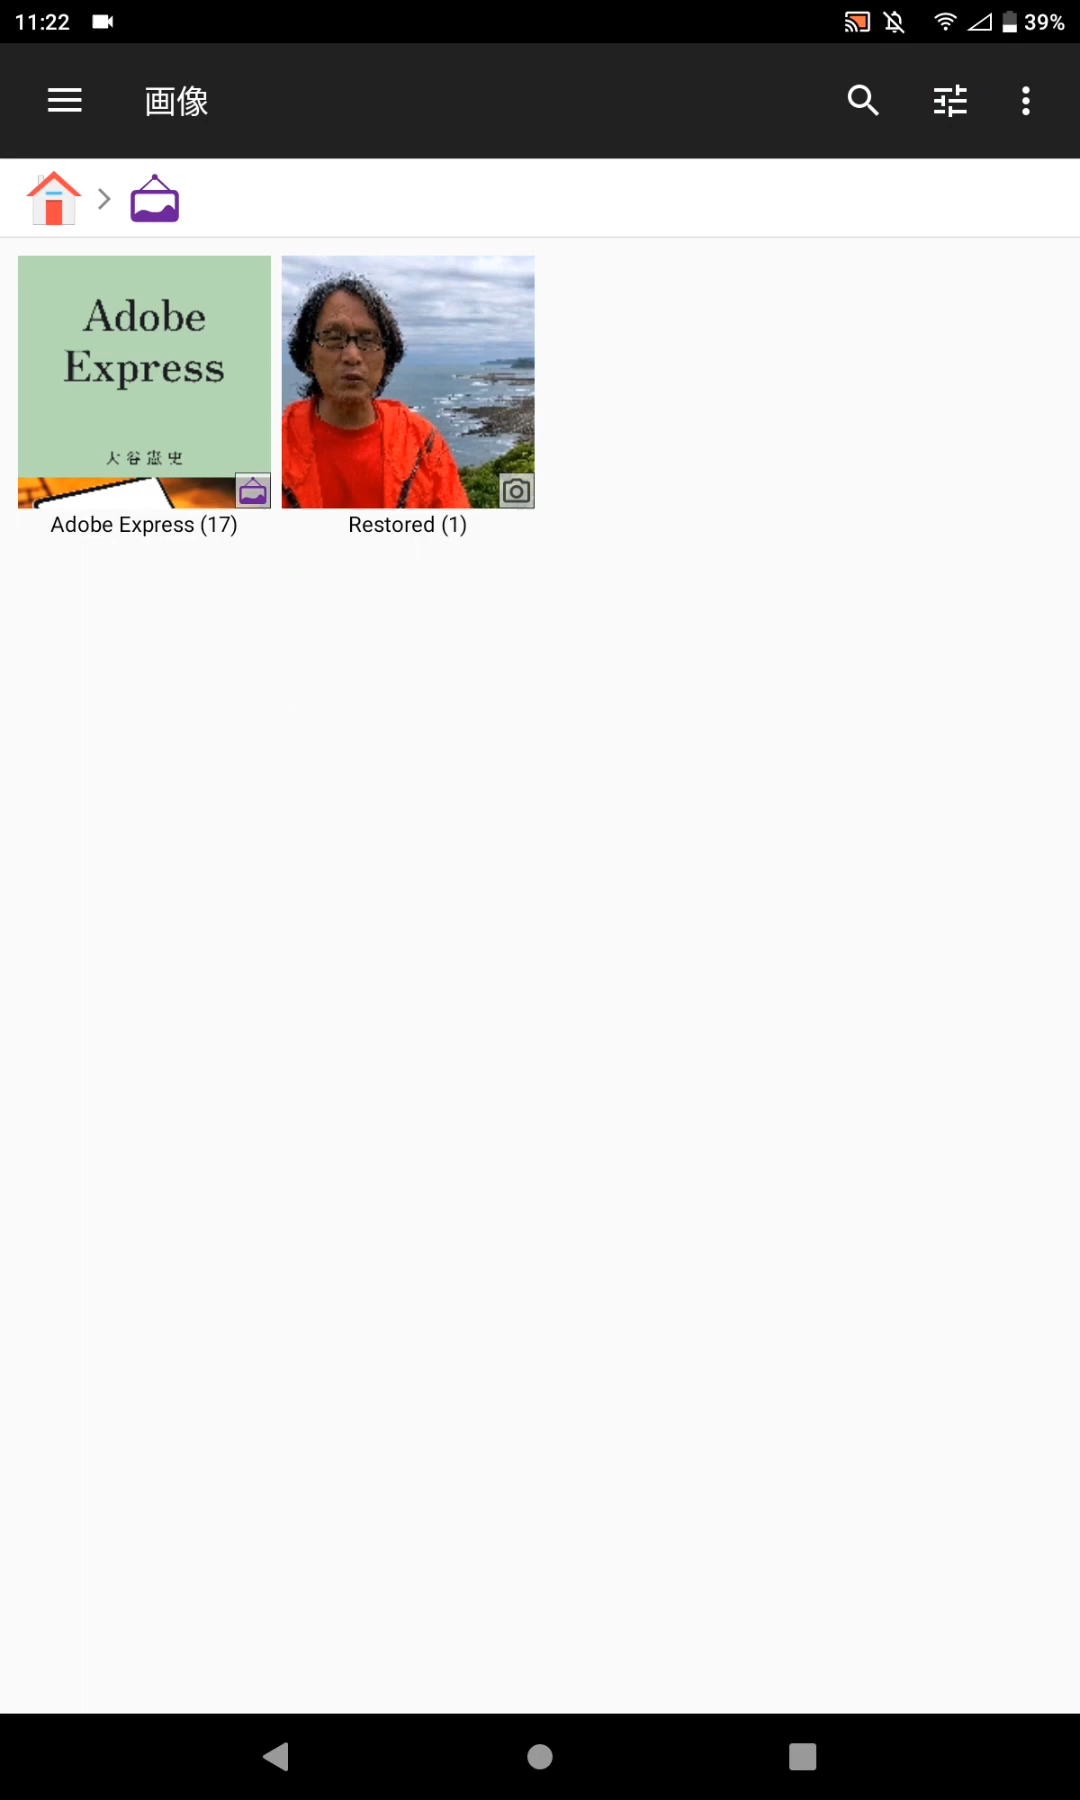 11:22
39%
画像
Adobe
Express
大谷憲史
Adobe Express (17)
Restored (1)